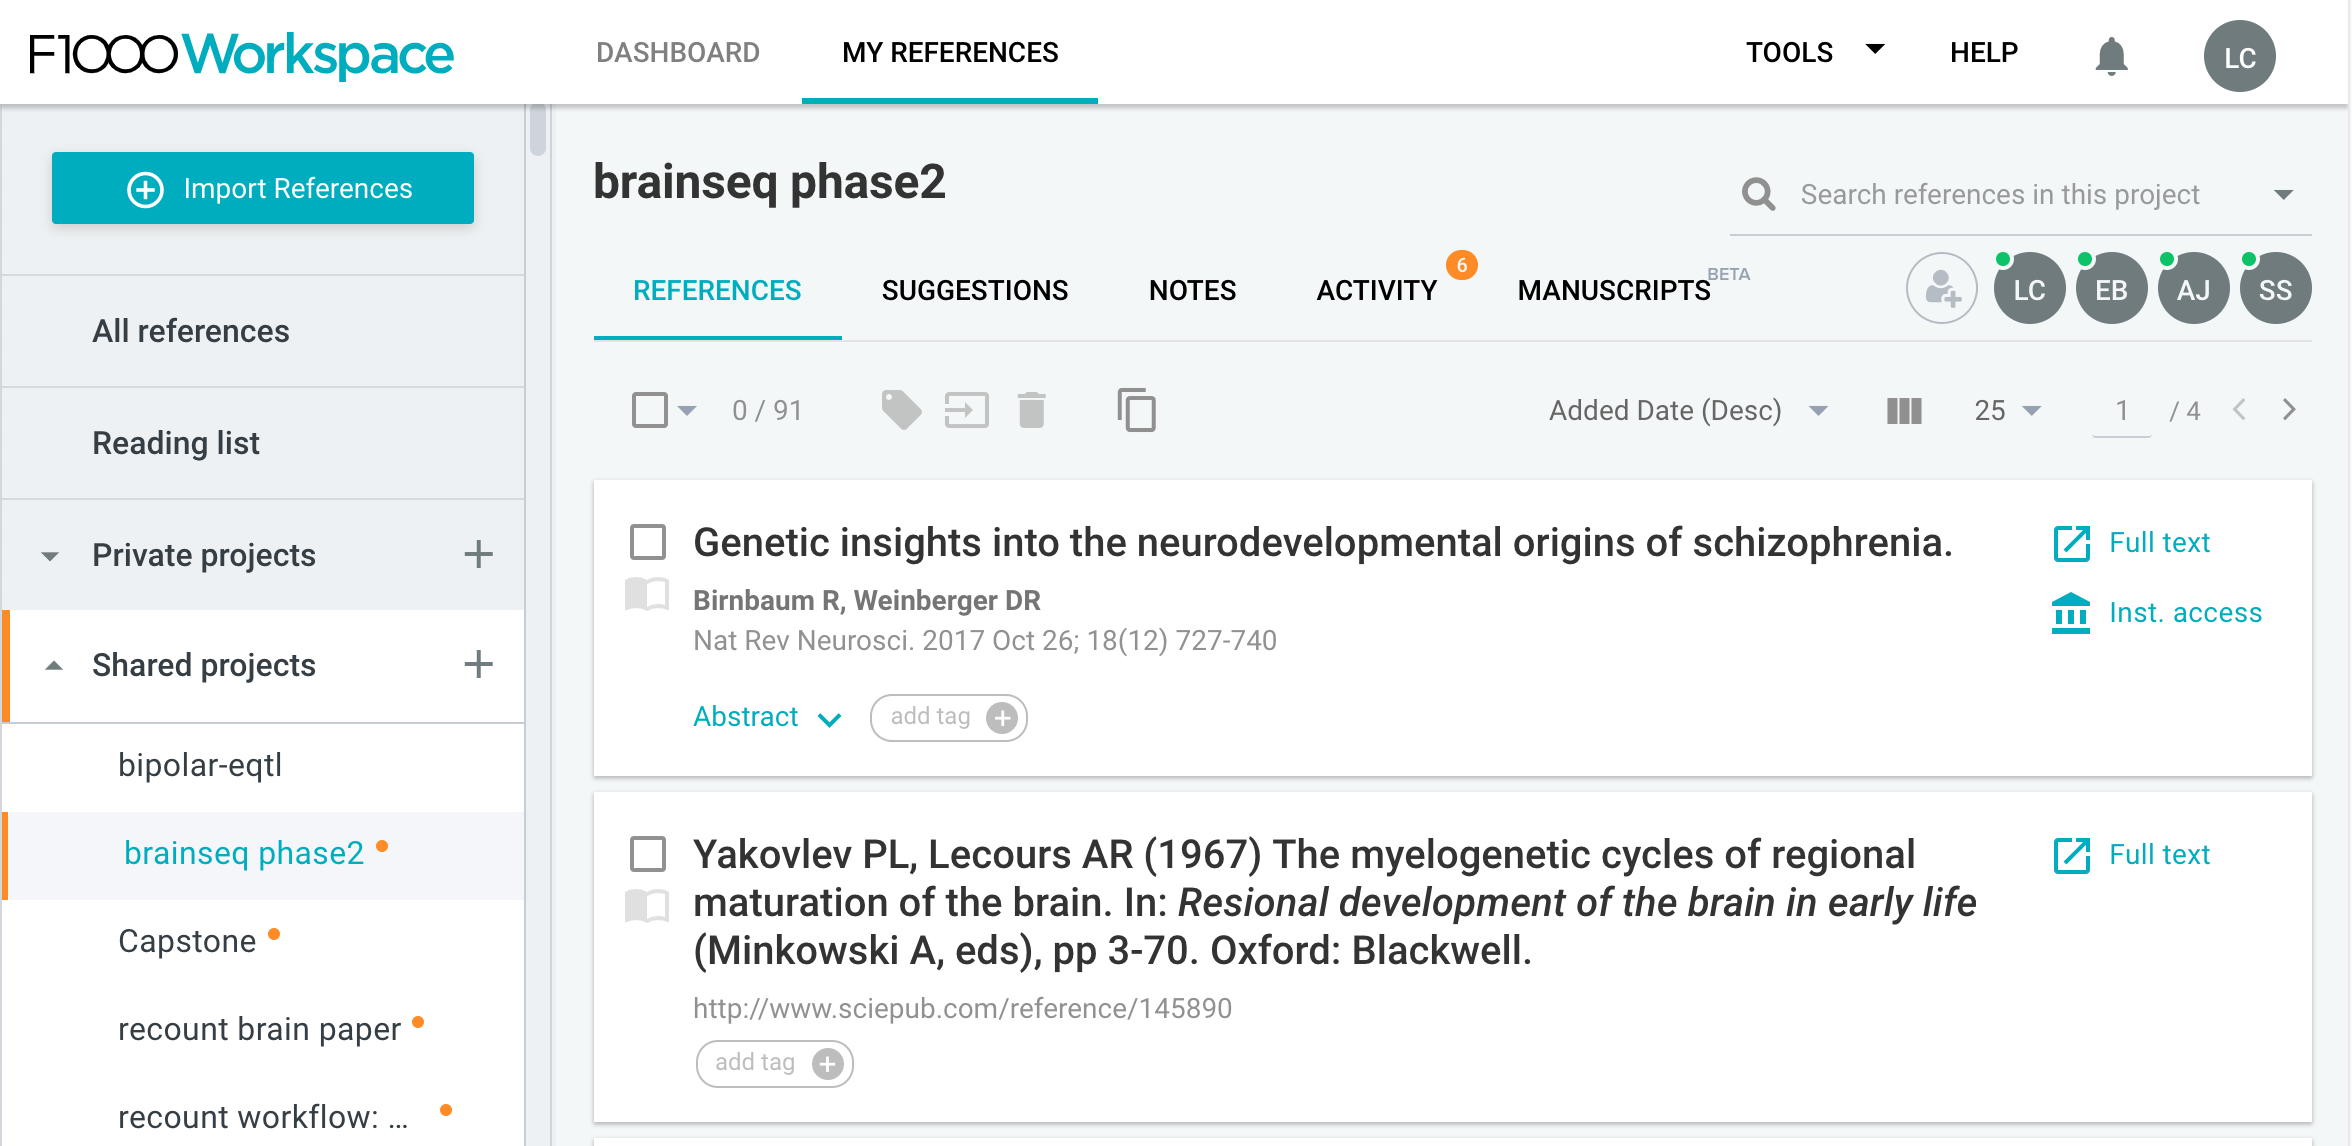 F1000Workspace
DASHBOARD
MY REFERENCES
TOOLS
HELP
LC
Import References
All references
Reading list
Private projects
Shared projects
bipolar-eqtl
brainseq phase2
Capstone
recount brain paper
recount workflow: ...
brainseq phase2
Search references in this project
REFERENCES
SUGGESTIONS
NOTES
ACTIVITY
6
MANUSCRIPTS
BETA
LC
EB
AJ
SS
0 / 91
Added Date (Desc)
25
1
/ 4
Genetic insights into the neurodevelopmental origins of schizophrenia.
Full text
Birnbaum R, Weinberger DR
Inst. access
Nat Rev Neurosci. 2017 Oct 26; 18(12) 727-740
Abstract
add tag
Yakovlev PL, Lecours AR (1967) The myelogenetic cycles of regional
Full text
maturation of the brain. In: Resional development of the brain in early life
(Minkowski A, eds), pp 3-70. Oxford: Blackwell.
http://www.sciepub.com/reference/145890
add tag